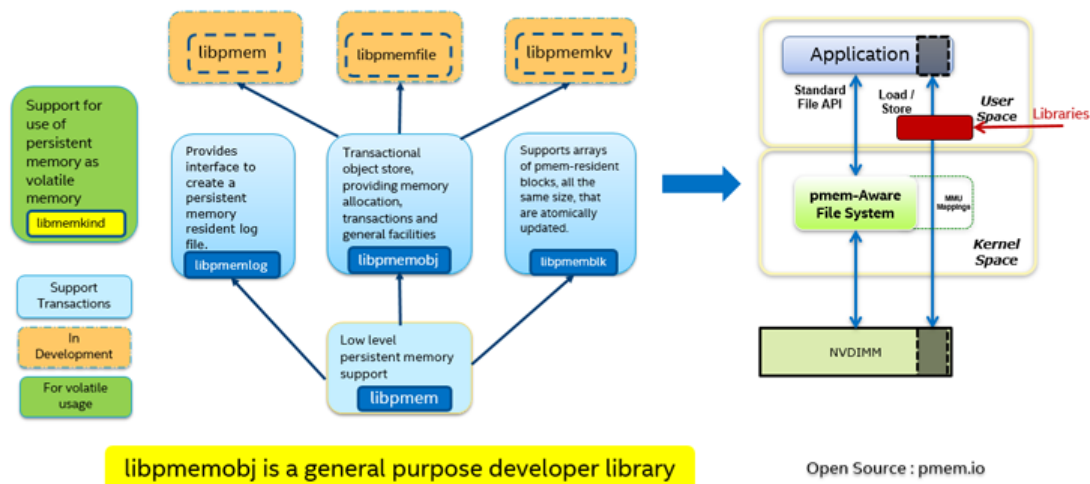 libpmem
libpmemfile
libpmemkv
Support for
use of
persistent
memory as
volatile
memory
libmemkind
Provides
interface to
create a
persistent
memory
resident log
file.
libpmemlog
Transactional
object store,
providing memory
allocation,
transactions and
general facilities
libpmemobj
Supports arrays
of pmem-resident
blocks, all the
same size, that
are atomically
updated.
libpmemblk
Support
Transactions
In
Development
For volatile
usage
Low level
persistent memory
support
libpmem
Application
Standard
File API
Load /
Store
User
Space
Libraries
pmem-Aware
File System
MMU
Mappings
Kernel
Space
NVDIMM
libpmemobj is a general purpose developer library
Open Source : pmem.io